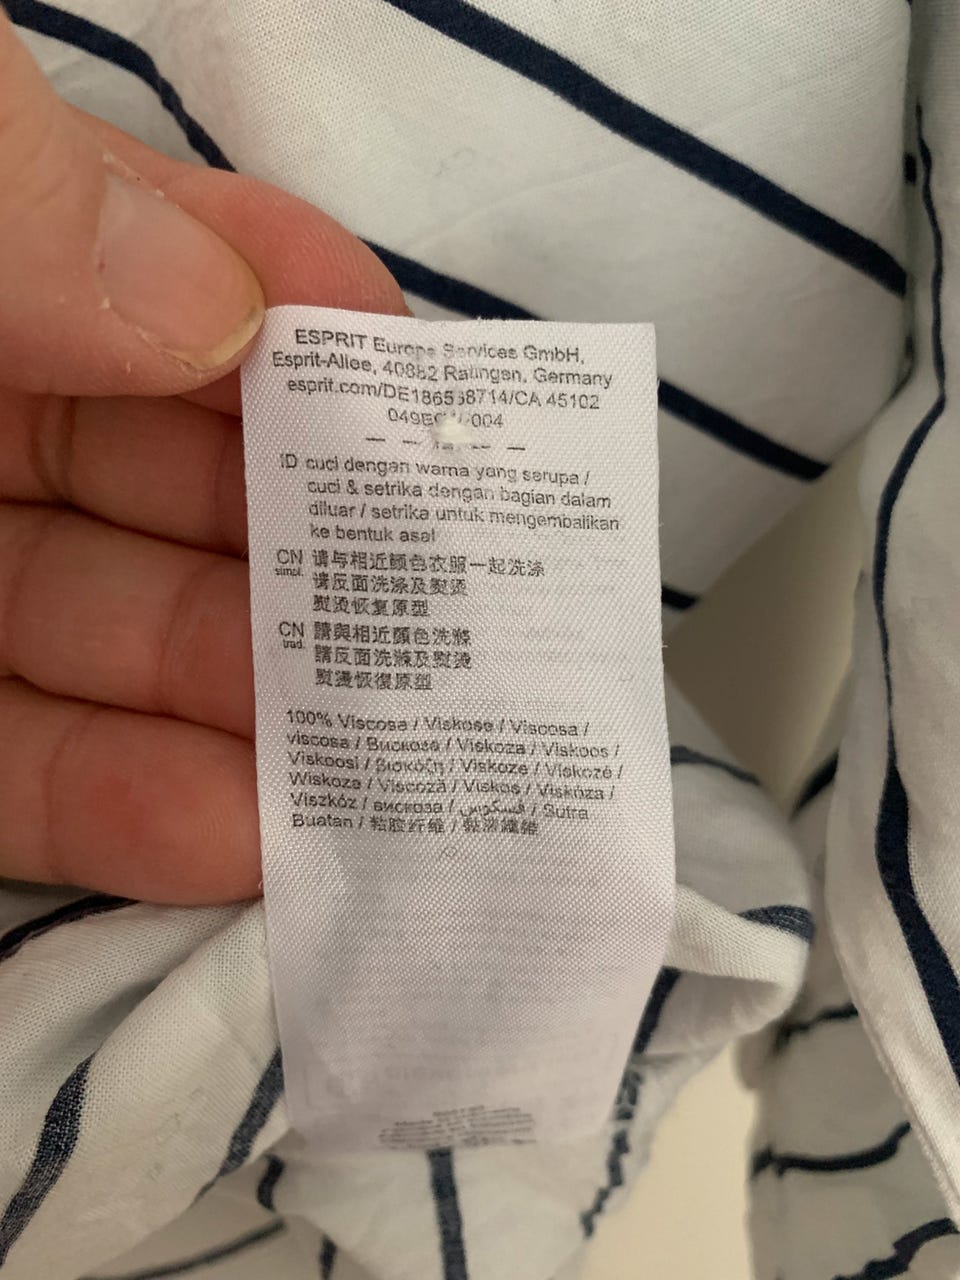 ESPRIT Europe Services GmbH,
Esprit-Allee, 40882 Ratingen, Germany
esprit.com/DE186538714/CA 45102
ID cuci dengan warna yang serupa /
cuci & setrika dengan bagian dalam
diluar / setrika untuk mengembalikan
ke bentuk asal
CN simpl. 请与相近颜色衣服一起洗涤
请反面洗涤及熨烫
熨烫恢复原型
CN trad. 請與相近顏色洗滌
請反面洗滌及熨燙
熨燙恢復原型
100% Viscosa / Viskose / Viscosa /
viscosa / Вискоза / Viskoza / Viskoos /
Viskoosi / βισκόζη / Viskoze / Viskozė /
Wiskoza / Viscoză / Viskos / Viskóza /
Viszkóz / вискоза / فسكوس / Sutra
Buatan / 粘胶纤维 / 黏液纖維